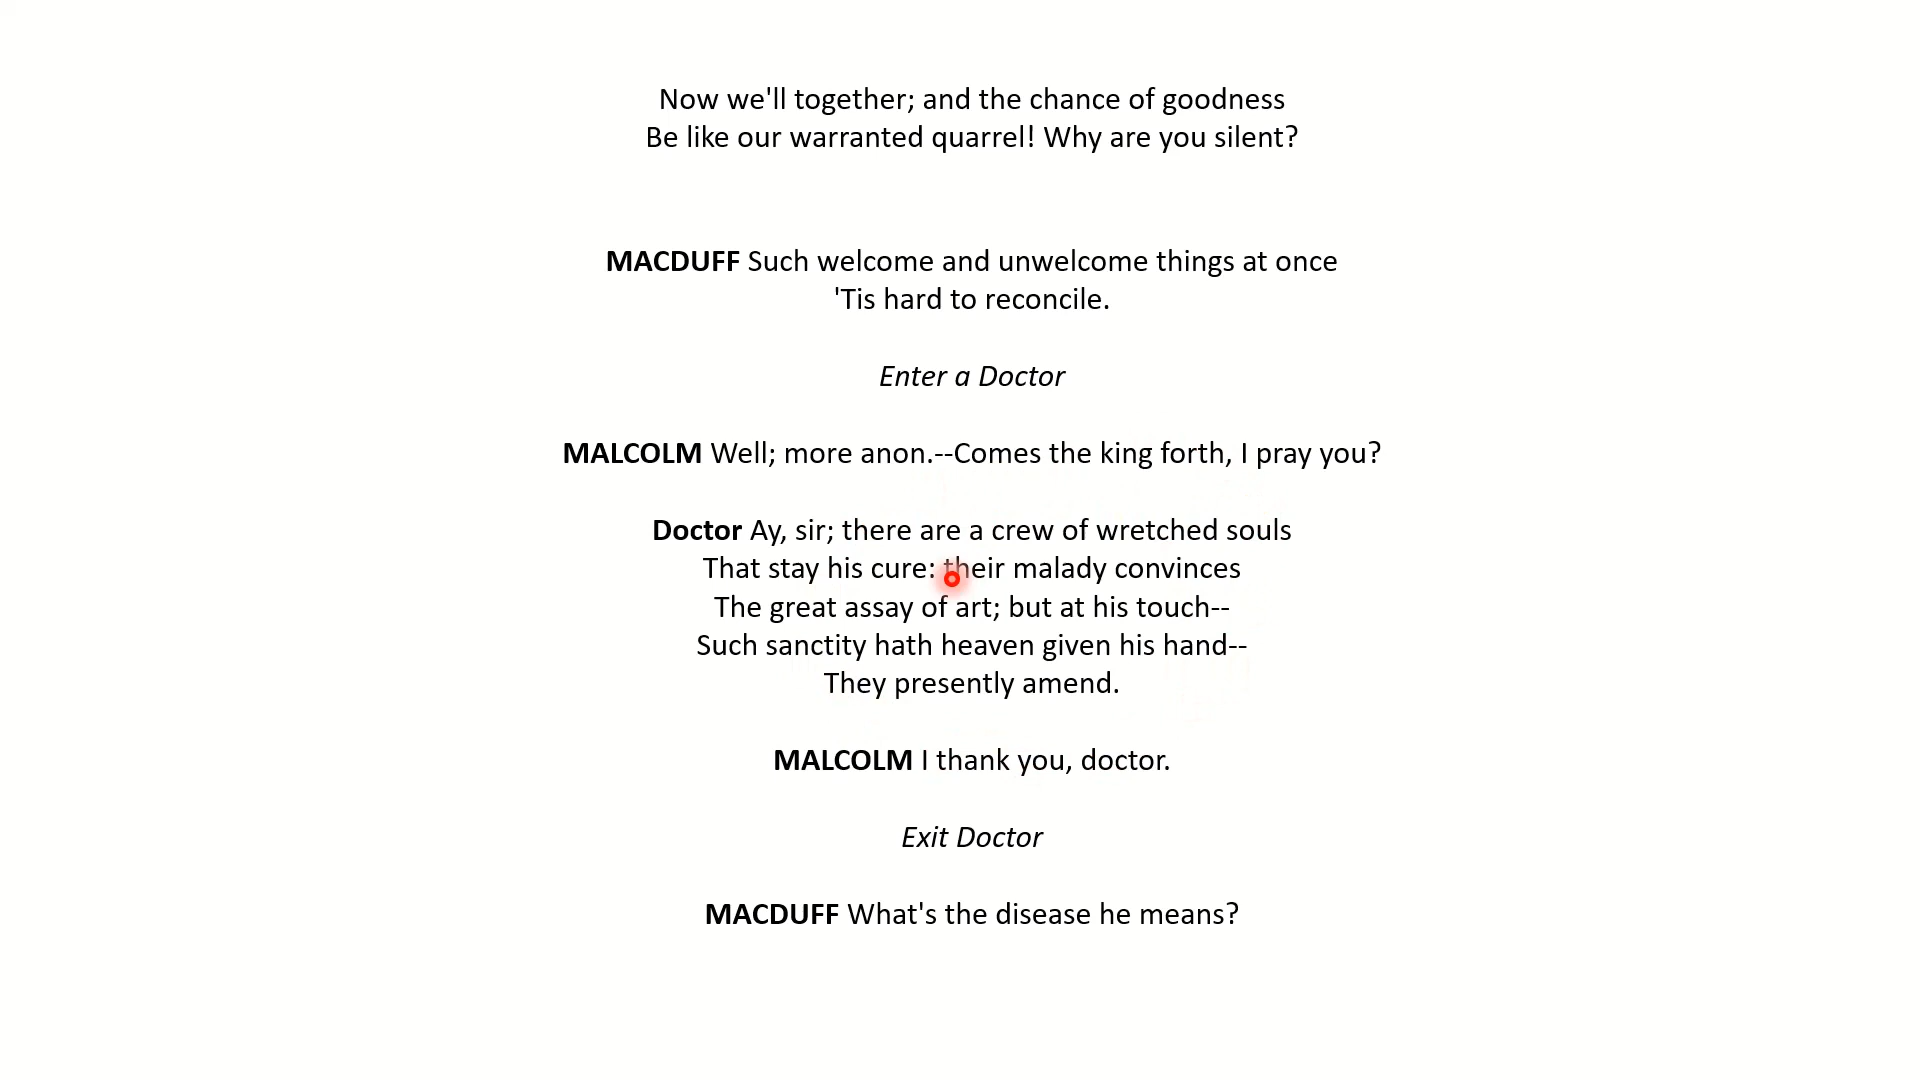 Now we'll together; and the chance of goodness
Be like our warranted quarrel! Why are you silent?
MACDUFF Such welcome and unwelcome things at once
'Tis hard to reconcile.
Enter a Doctor
MALCOLM Well; more anon.--Comes the king forth, I pray you?
Doctor Ay, sir; there are a crew of wretched souls
That stay his cure: their malady convinces
The great assay of art; but at his touch--
Such sanctity hath heaven given his hand--
They presently amend.
MALCOLM I thank you, doctor.
Exit Doctor
MACDUFF What's the disease he means?